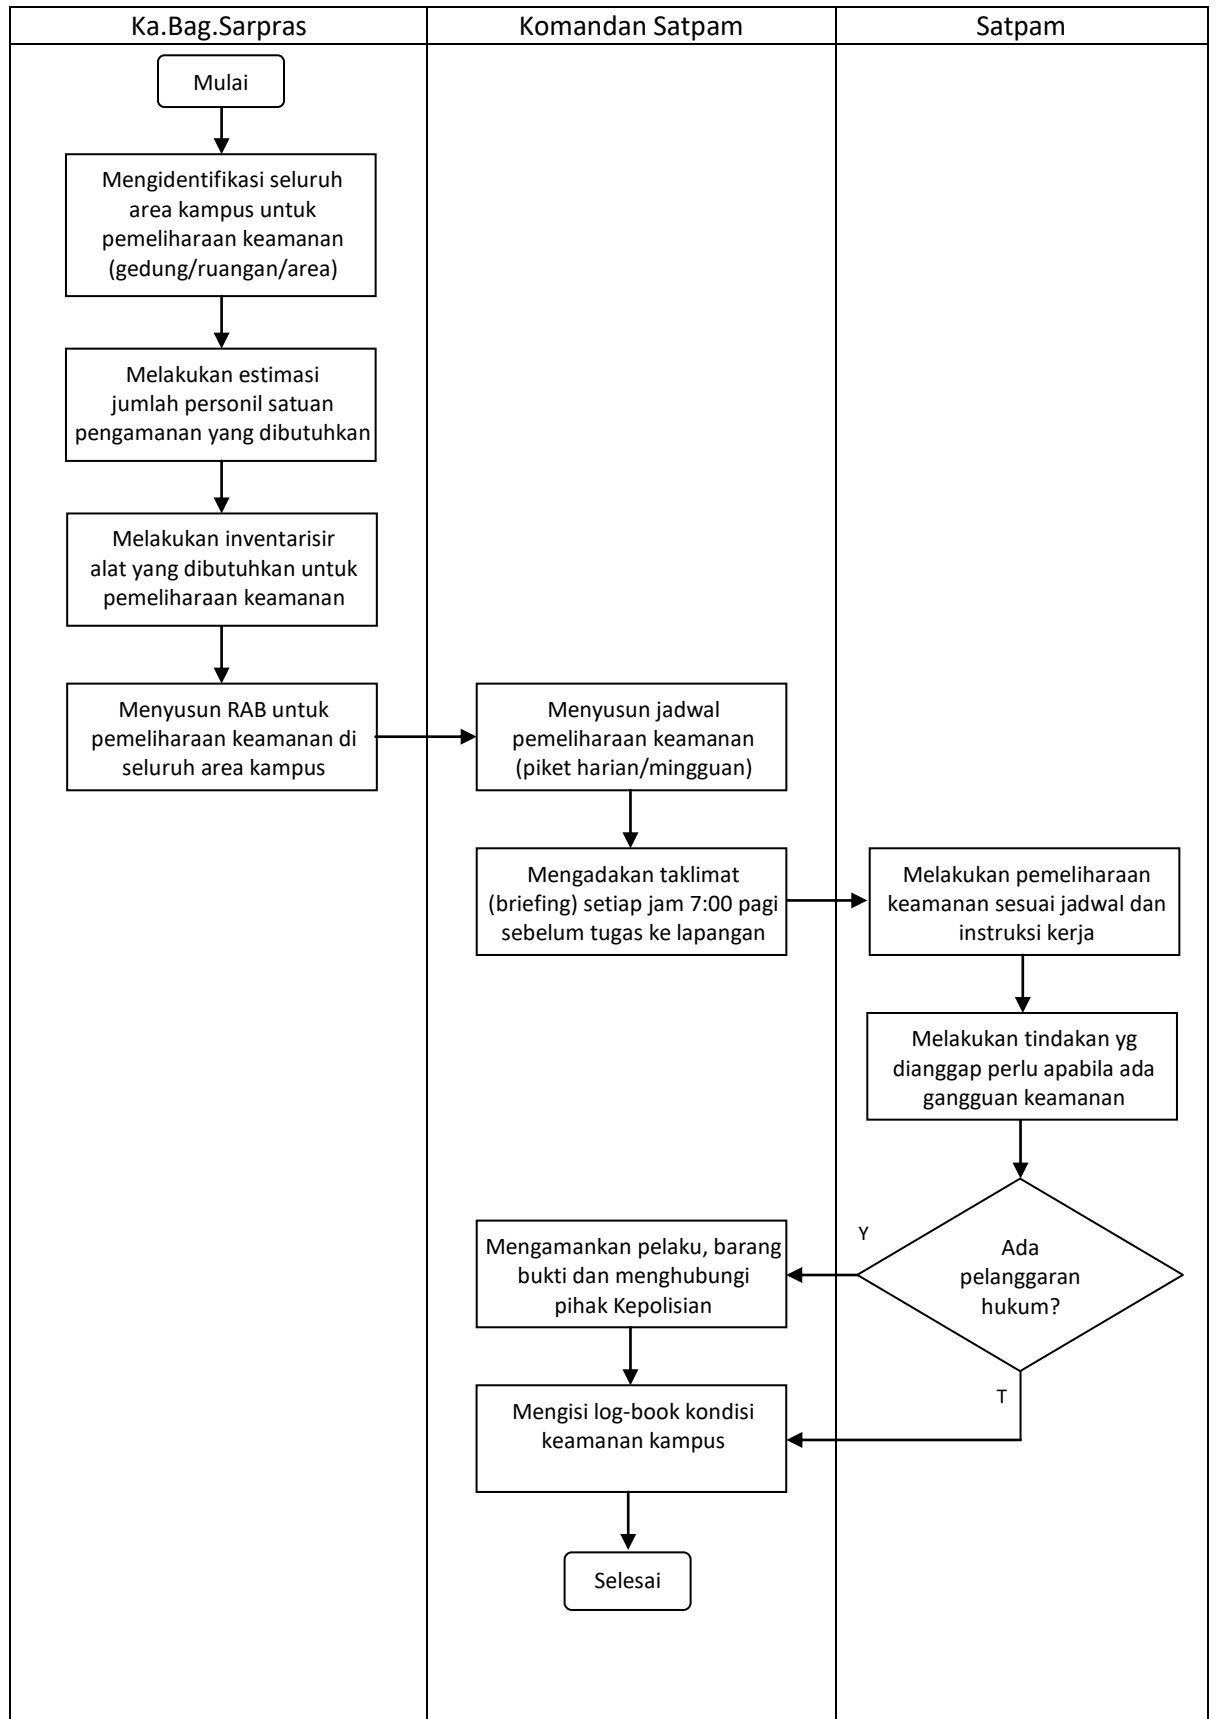 Ka.Bag.Sarpras
Komandan Satpam
Satpam
Mulai
Mengidentifikasi seluruh
area kampus untuk
pemeliharaan keamanan
(gedung/ruangan/area)
Melakukan estimasi
jumlah personil satuan
pengamanan yang dibutuhkan
Melakukan inventarisir
alat yang dibutuhkan untuk
pemeliharaan keamanan
Menyusun RAB untuk
pemeliharaan keamanan di
seluruh area kampus
Menyusun jadwal
pemeliharaan keamanan
(piket harian/mingguan)
Mengadakan taklimat
(briefing) setiap jam 7:00 pagi
sebelum tugas ke lapangan
Melakukan pemeliharaan
keamanan sesuai jadwal dan
instruksi kerja
Melakukan tindakan yg
dianggap perlu apabila ada
gangguan keamanan
Ada
pelanggaran
hukum?
Y
Mengamankan pelaku, barang
bukti dan menghubungi
pihak Kepolisian
T
Mengisi log-book kondisi
keamanan kampus
Selesai